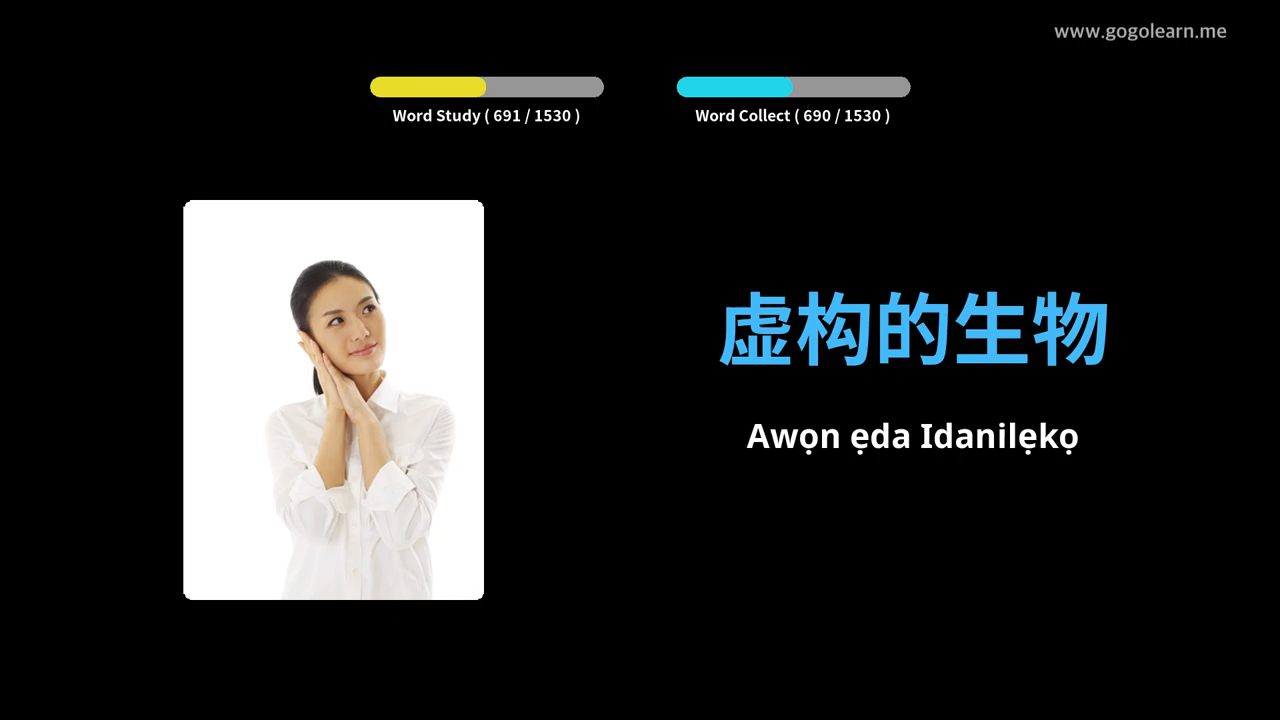 www.gogolearn.me
Word Study ( 691 / 1530 )
Word Collect ( 690 / 1530 )
虚构的生物
Awọn ẹda Idanilẹkọ